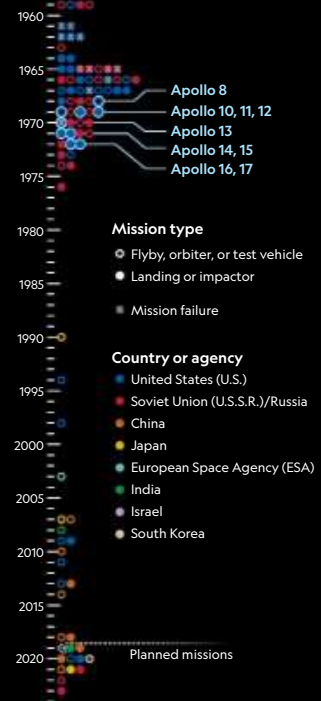 1960
1965
Apollo 8
Apollo 10, 11, 12
1970
Apollo 13
Apollo 14, 15
1975
Apollo 16, 17
1980
Mission type
Flyby, orbiter, or test vehicle
Landing or impactor
1985
Mission failure
1990
Country or agency
United States (U.S.)
1995
Soviet Union (U.S.S.R.)/Russia
China
2000
Japan
European Space Agency (ESA)
2005
India
Israel
South Korea
2010
2015
Planned missions
2020